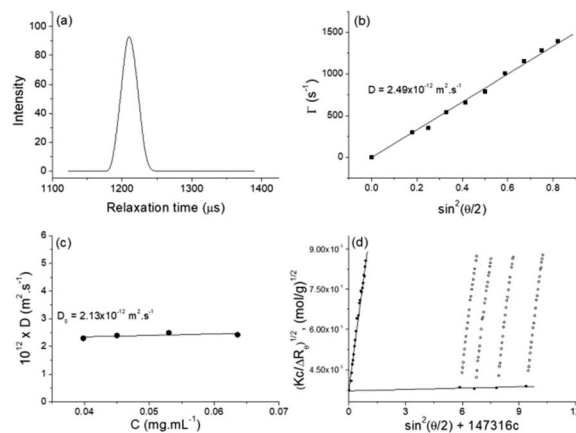 (a)
100
80
60
40
20
0
Intensity
1100
1200
1300
1400
Relaxation time (μs)
(b)
1500
1000
500
0
Γ (s⁻¹)
D = 2.49x10⁻¹² m².s⁻¹
0.0
0.2
0.4
0.6
0.8
sin²(θ/2)
(c)
6
5
4
3
2
1
0
10¹² x D (m².s⁻¹)
D₀ = 2.13x10⁻¹² m².s⁻¹
0.04
0.05
0.06
0.07
C (mg.mL⁻¹)
(d)
(Kc/ΔR_θ)^1/2, (mol/g)^1/2
0
3
6
9
12
sin²(θ/2) + 147316c